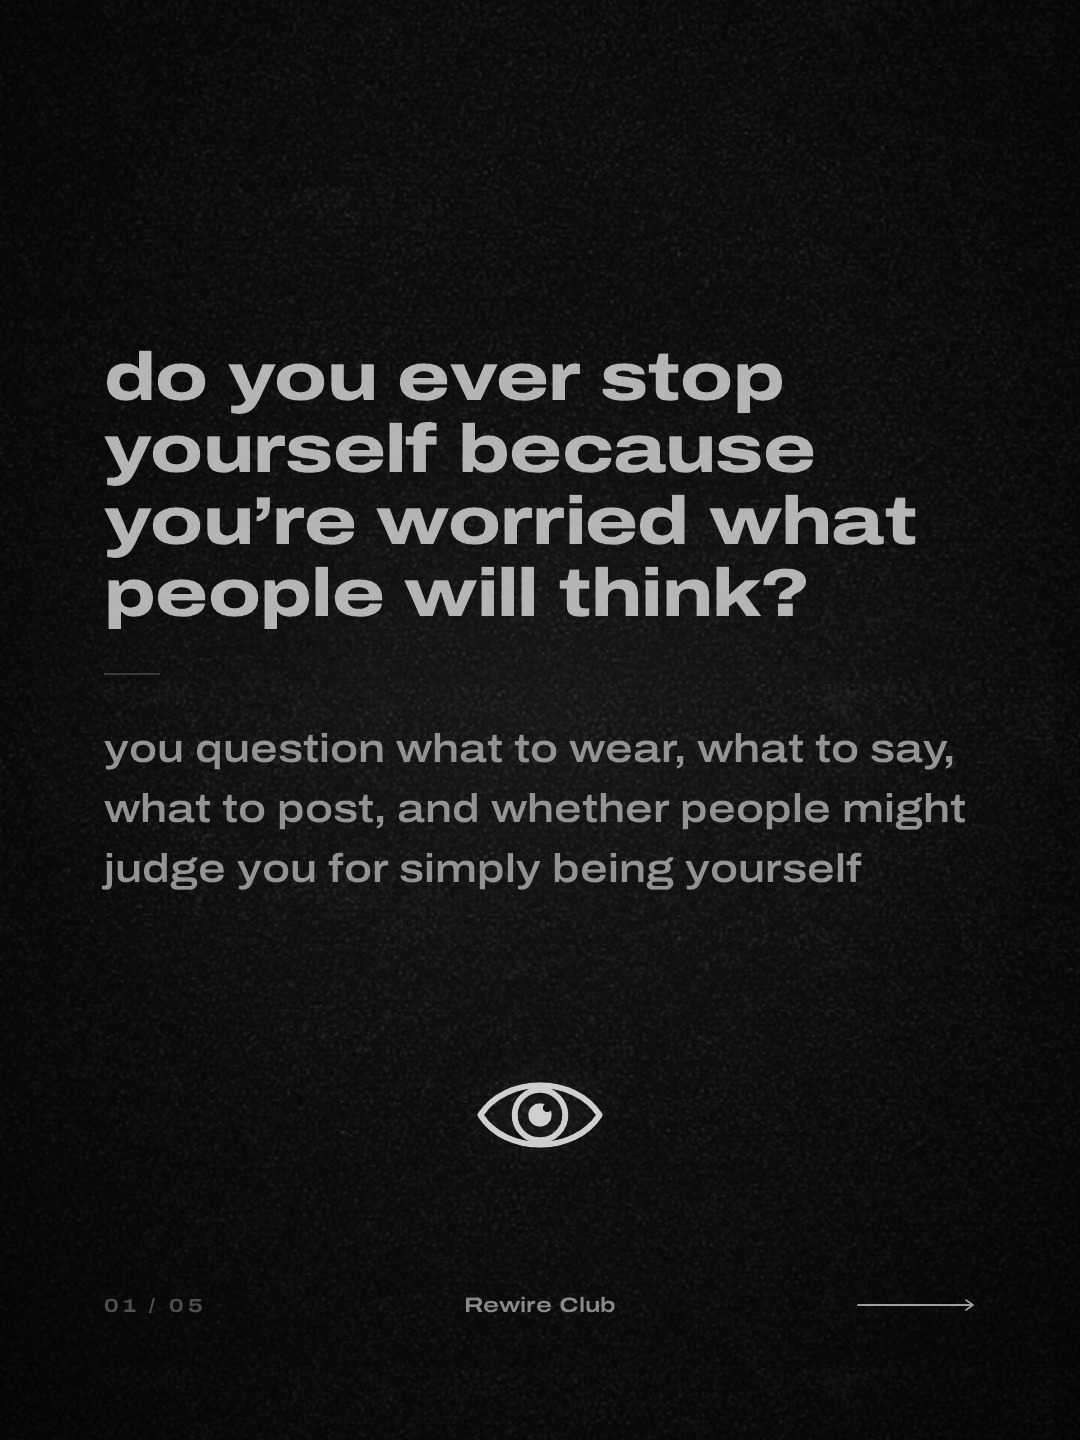 do you ever stop
yourself because
you’re worried what
people will think?
you question what to wear, what to say,
what to post, and whether people might
judge you for simply being yourself
01 / 05
Rewire Club